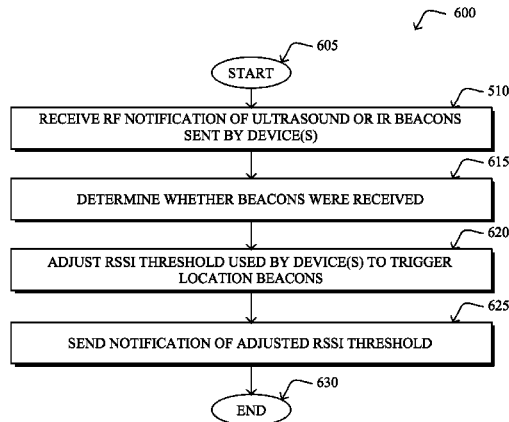 600
605
START
510
RECEIVE RF NOTIFICATION OF ULTRASOUND OR IR BEACONS
SENT BY DEVICE(S)
615
DETERMINE WHETHER BEACONS WERE RECEIVED
620
ADJUST RSSI THRESHOLD USED BY DEVICE(S) TO TRIGGER
LOCATION BEACONS
625
SEND NOTIFICATION OF ADJUSTED RSSI THRESHOLD
630
END